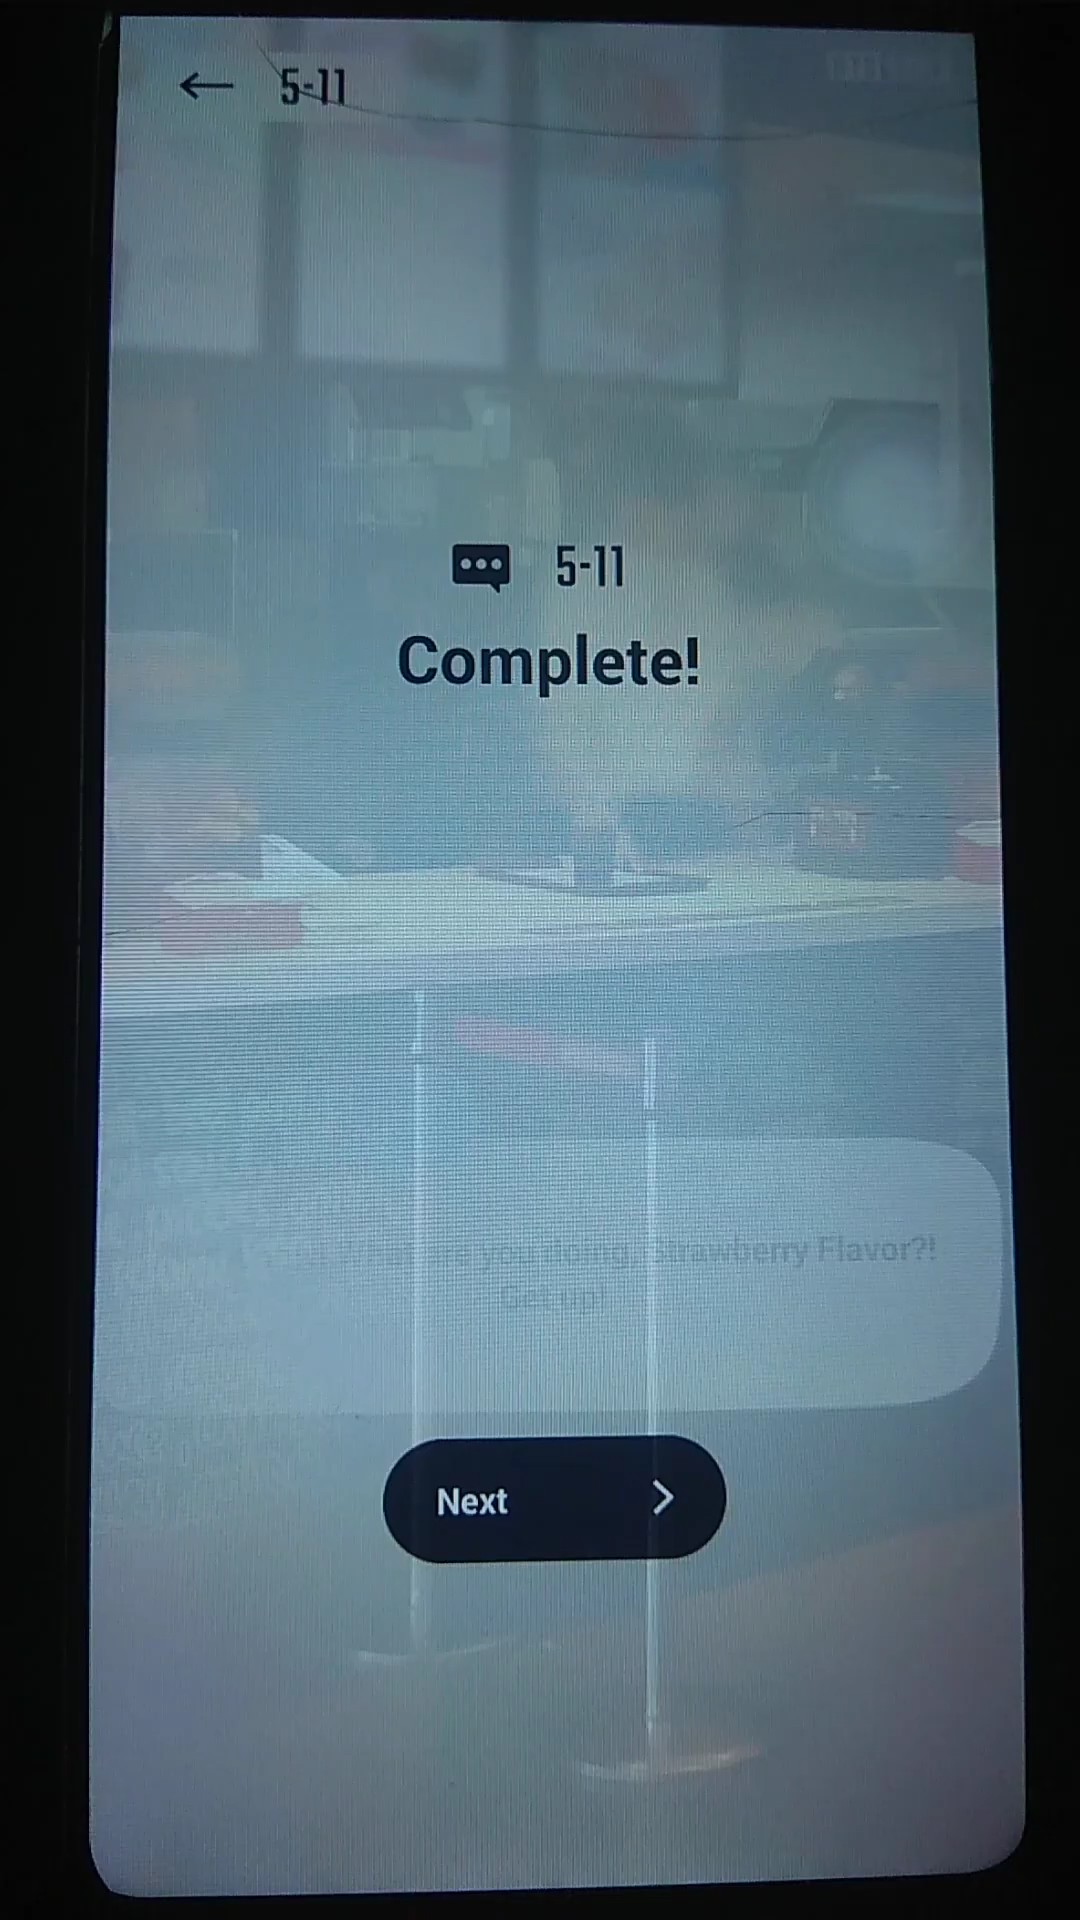 5-11
5-11
Complete!
What are you doing, Strawberry Flavor?!
Get up!
Next